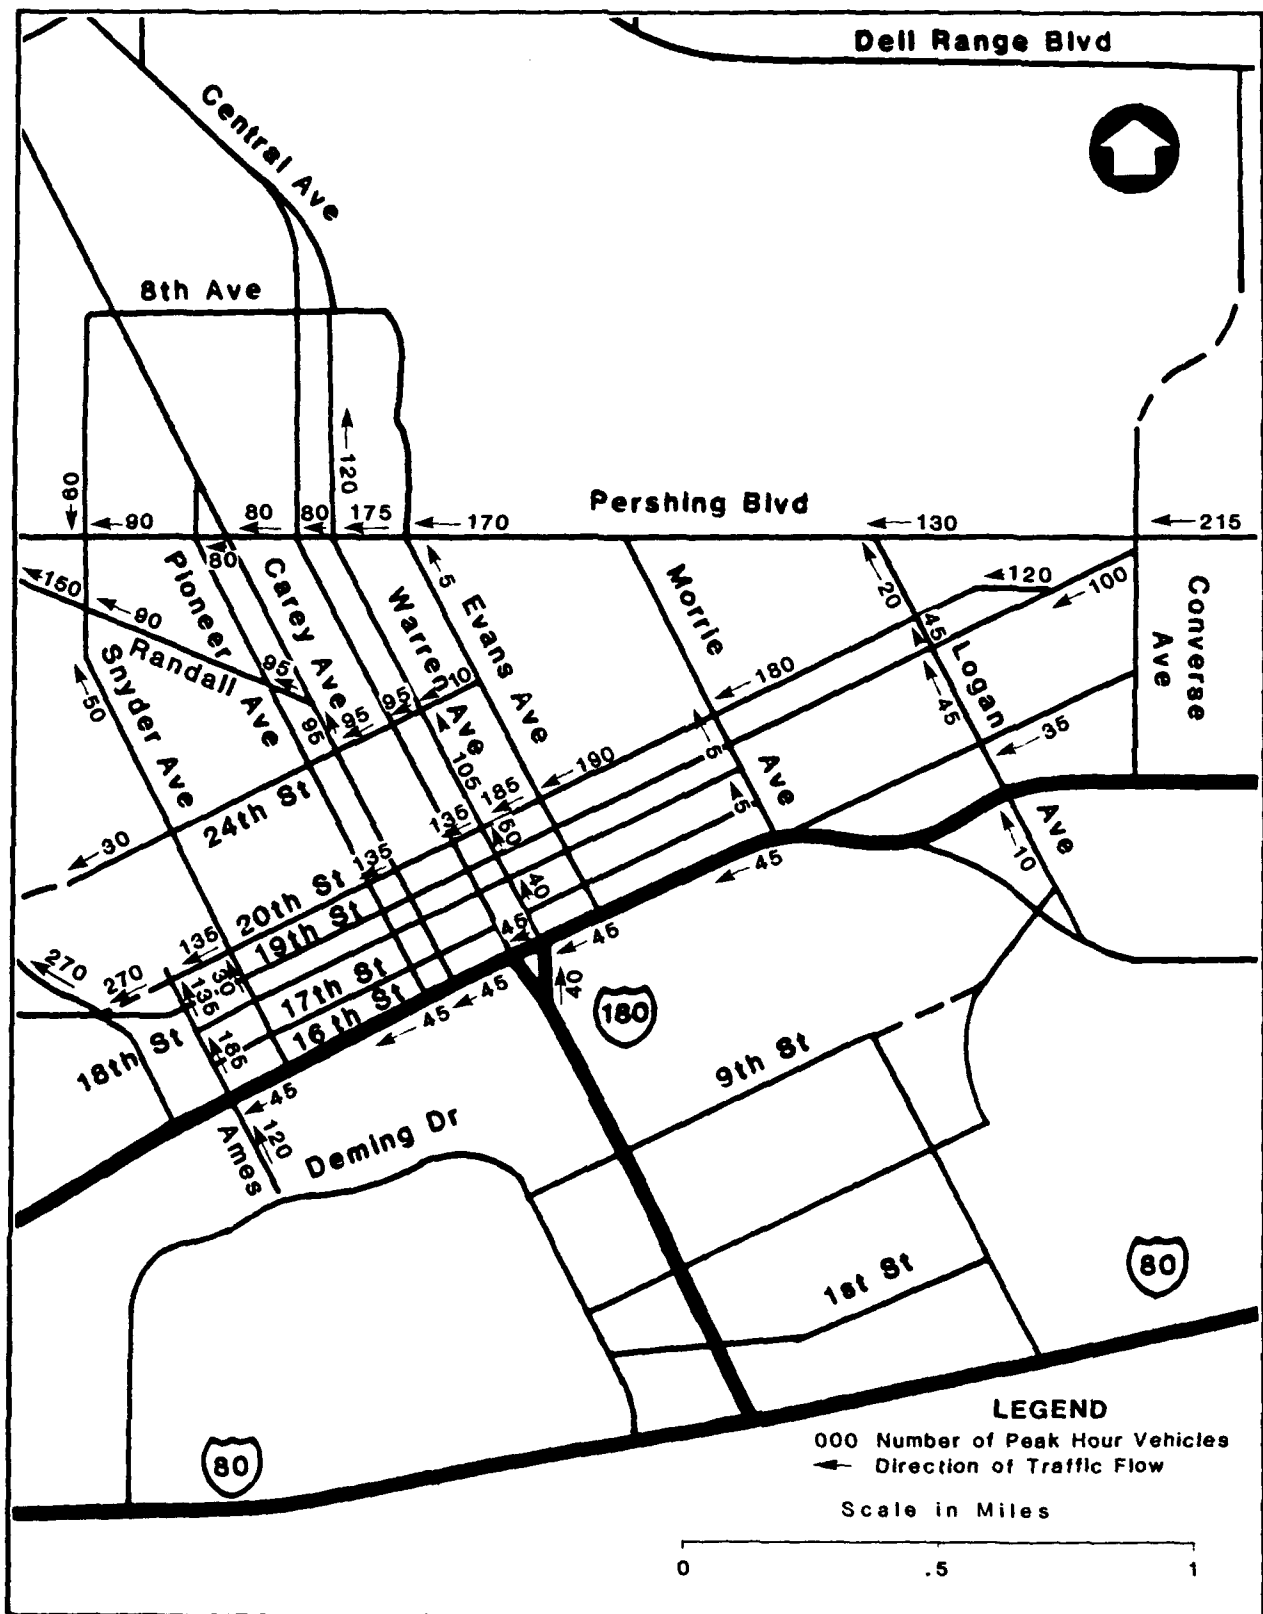 Dell Range Blvd
Central Ave
8th Ave
120
60
90
80
80
175
170
Pershing Blvd
130
215
80
5
20
120
100
150
90
Randall
Pioneer Ave
Carey Ave
Warren Ave
Evans Ave
Morrie Ave
Logan Ave
Converse Ave
Snyder Ave
50
95
95
95
95
10
45
45
180
35
105
5
190
185
5
24th St
30
135
60
135
10
45
40
20th St
19th St
135
45
45
270
270
135
30
40
17th St
45
180
16th St
45
185
18th St
9th St
45
120
Ames
Deming Dr
1st St
80
80
LEGEND
000 Number of Peak Hour Vehicles
Direction of Traffic Flow
Scale in Miles
0 .5 1